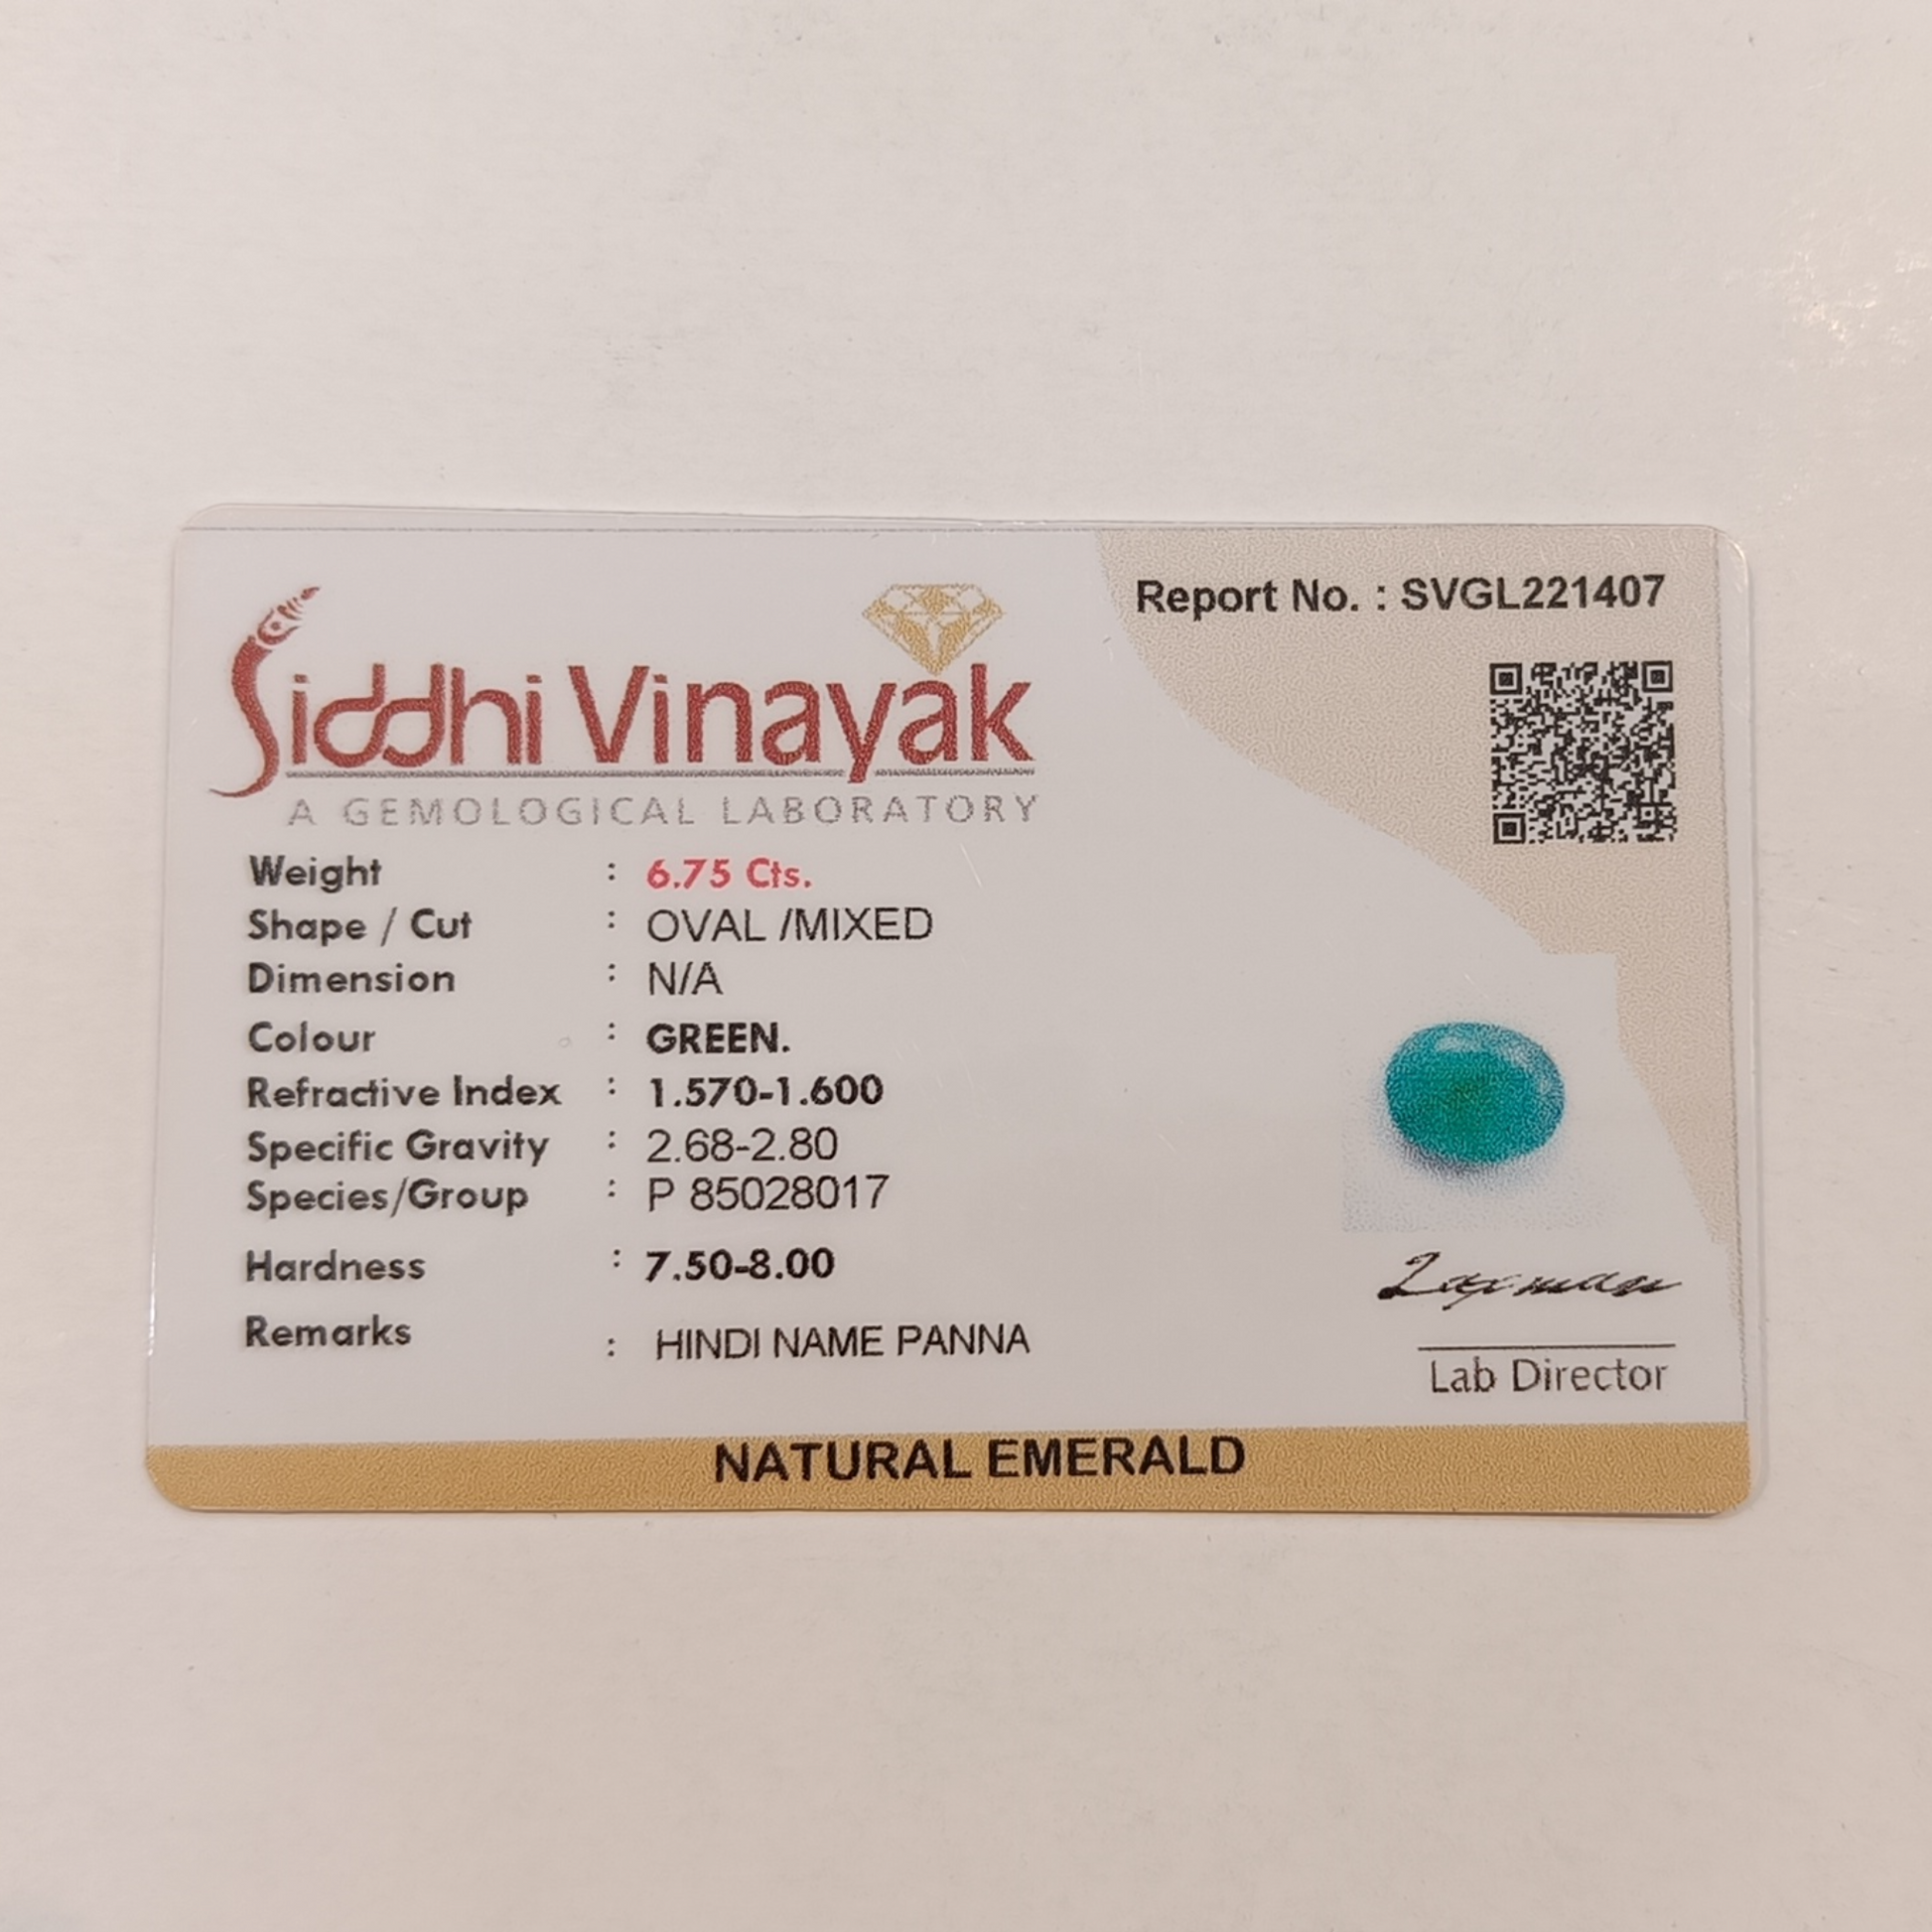 Report No. : SVGL221407
Siddhi Vinayak
A GEMOLOGICAL LABORATORY
Weight : 6.75 Cts.
Shape / Cut : OVAL /MIXED
Dimension : N/A
Colour : GREEN.
Refractive Index : 1.570-1.600
Specific Gravity : 2.68-2.80
Species/Group : P 85028017
Hardness : 7.50-8.00
Remarks : HINDI NAME PANNA
Laxman
Lab Director
NATURAL EMERALD